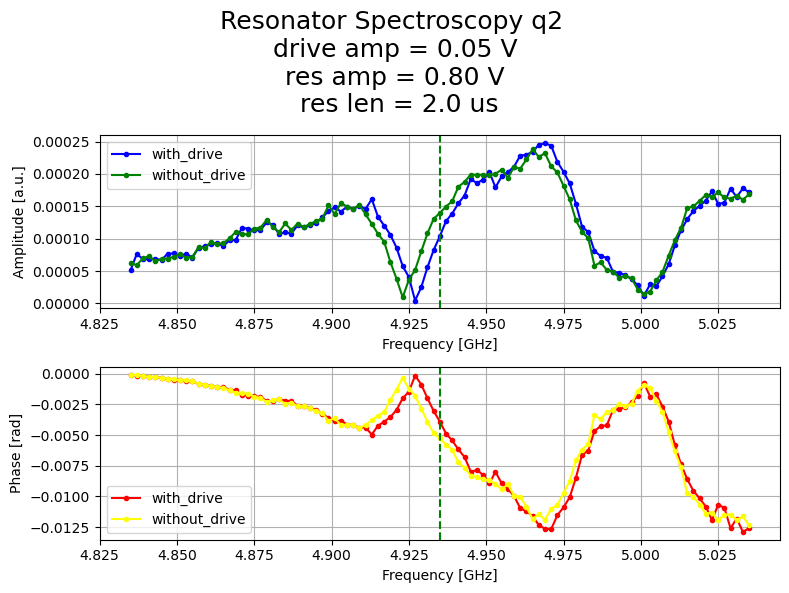 Resonator Spectroscopy q2
drive amp = 0.05 V
res amp = 0.80 V
res len = 2.0 us
0.00025
0.00020
0.00015
0.00010
0.00005
0.00000
Amplitude [a.u.]
with_drive
without_drive
4.825 4.850 4.875 4.900 4.925 4.950 4.975 5.000 5.025
Frequency [GHz]
0.0000
−0.0025
−0.0050
−0.0075
−0.0100
−0.0125
Phase [rad]
with_drive
without_drive
4.825 4.850 4.875 4.900 4.925 4.950 4.975 5.000 5.025
Frequency [GHz]